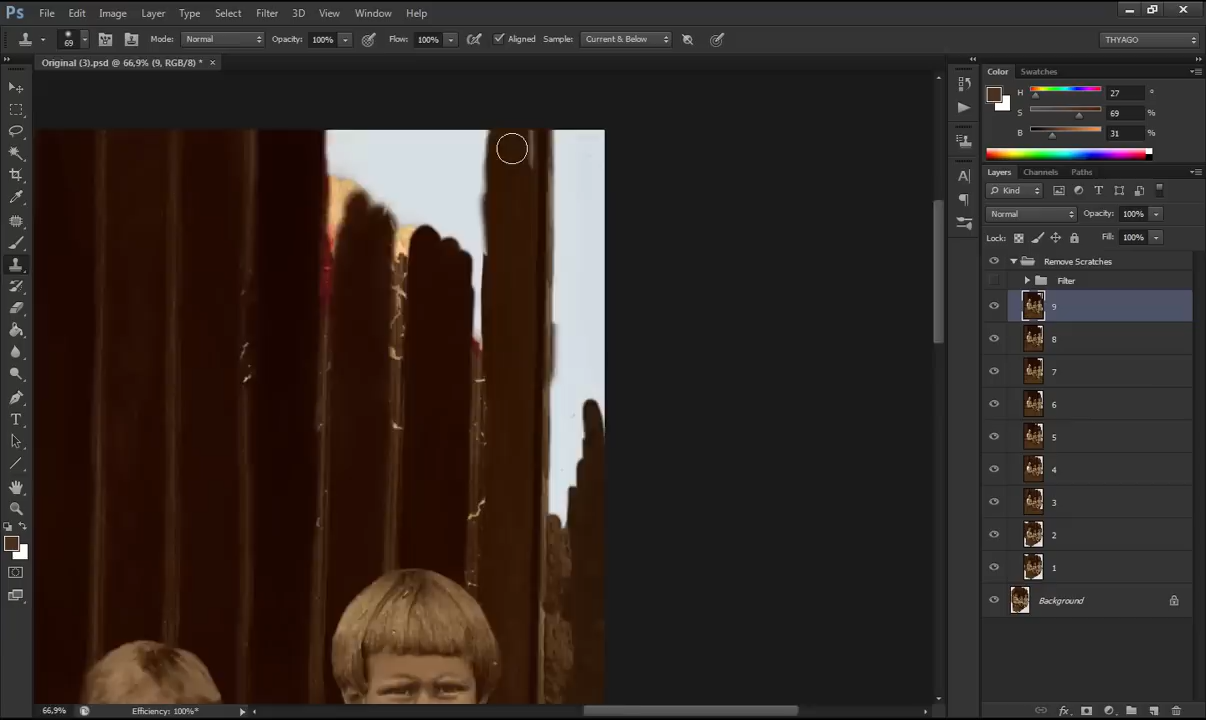 Ps File Edit Image Layer Type Select Filter 3D View Window Help
69 Mode: Normal Opacity: 100% Flow: 100% Aligned Sample: Current & Below THYAGO
Original (3).psd @ 66,9% (9, RGB/8) * ×
Color Swatches
H 27 °
S 69 %
B 31 %
Layers Channels Paths
Kind
Normal Opacity: 100%
Lock: Fill: 100%
Remove Scratches
Filter
9
8
7
6
5
4
3
2
1
Background
66,9% Efficiency: 100%*